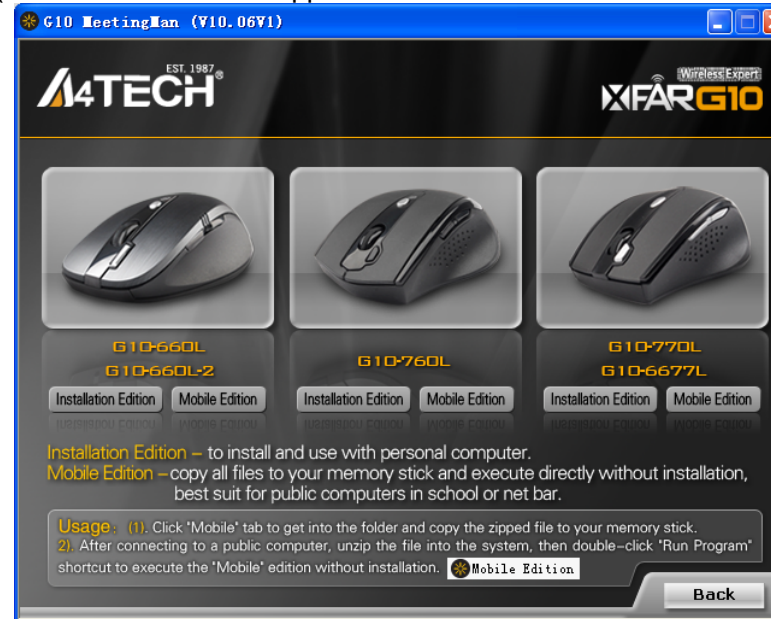 G10 MeetingMan (V10.06V1)
EST. 1987
A4TECH®
Wireless Expert
XFAR G10
G10-660L
G10-660L-2
G10-760L
G10-770L
G10-6677L
Installation Edition Mobile Edition Installation Edition Mobile Edition Installation Edition Mobile Edition
Installation Edition – to install and use with personal computer.
Mobile Edition – copy all files to your memory stick and execute directly without installation,
best suit for public computers in school or net bar.
Usage: (1). Click "Mobile" tab to get into the folder and copy the zipped file to your memory stick.
2). After connecting to a public computer, unzip the file into the system, then double-click "Run Program"
shortcut to execute the "Mobile" edition without installation. Mobile Edition
Back